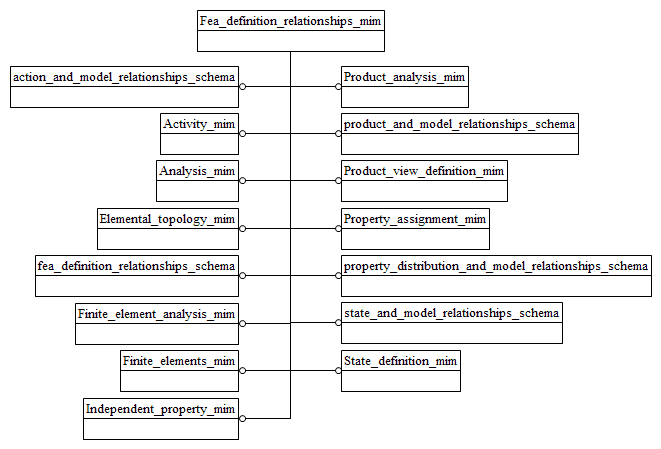 Fea_definition_relationships_mim
action_and_model_relationships_schema
Product_analysis_mim
Activity_mim
product_and_model_relationships_schema
Analysis_mim
Product_view_definition_mim
Elemental_topology_mim
Property_assignment_mim
fea_definition_relationships_schema
property_distribution_and_model_relationships_schema
Finite_element_analysis_mim
state_and_model_relationships_schema
Finite_elements_mim
State_definition_mim
Independent_property_mim